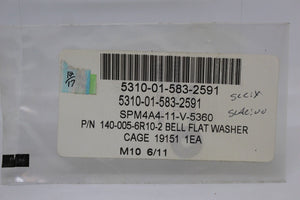 5310-01-583-2591
5310-01-583-2591
SPM4A4-11-V-5360
P/N 140-005-6R10-2 BELL FLAT WASHER
CAGE 19151 1EA
M10 6/11